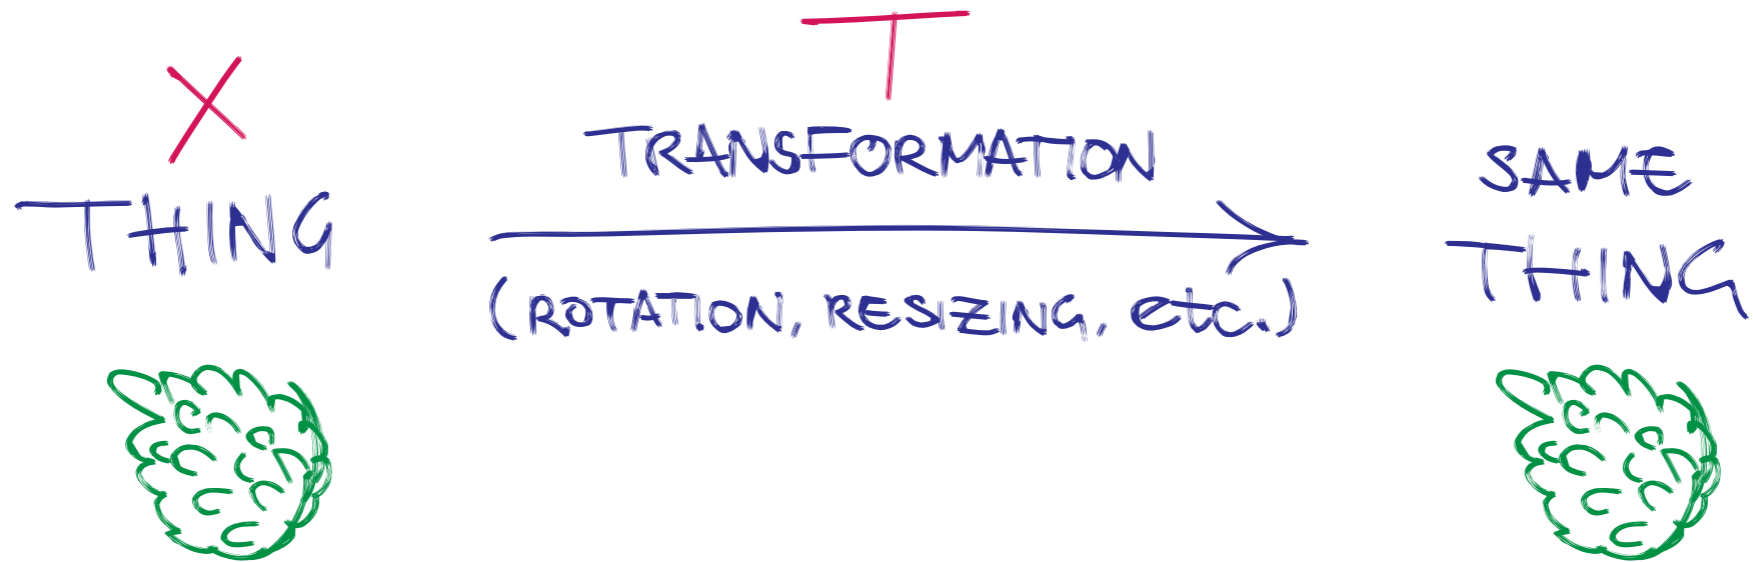 X
THING
T
TRANSFORMATION
(ROTATION, RESIZING, etc.)
SAME
THING